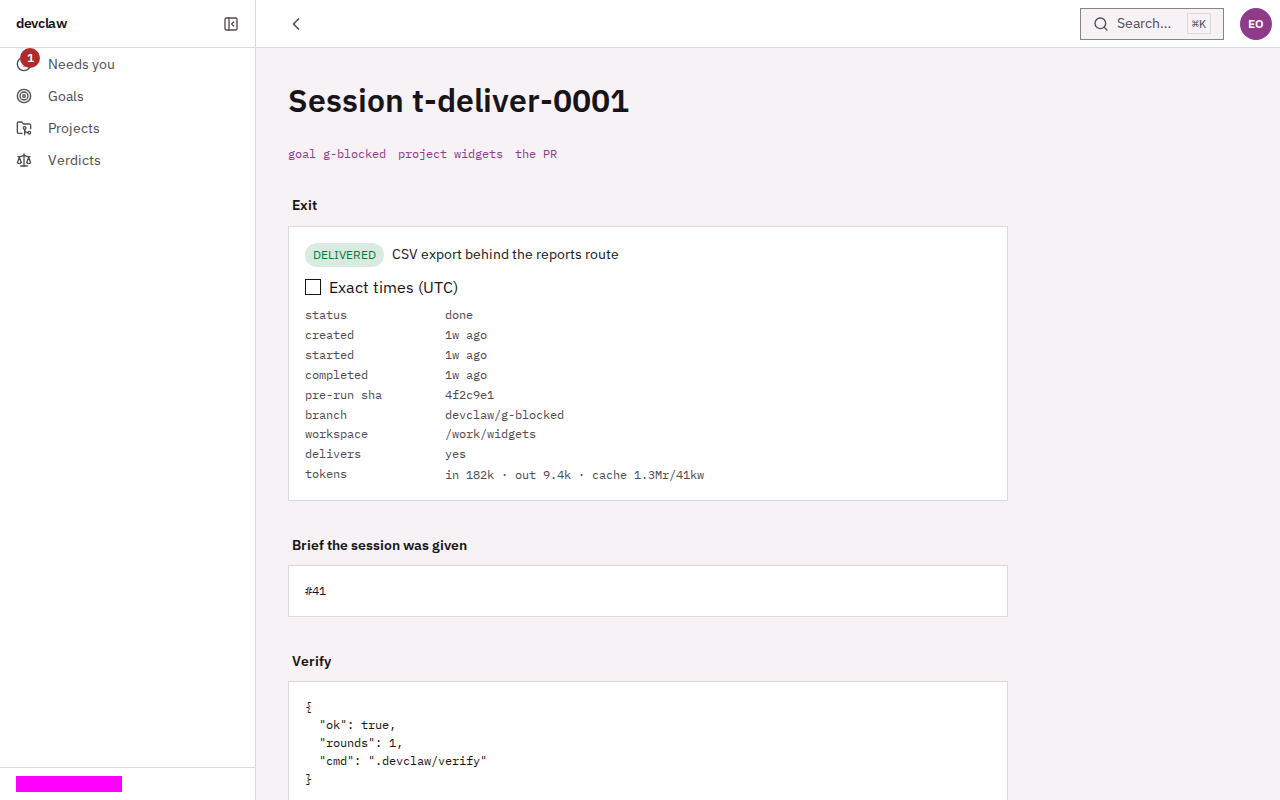 devclaw
Search... ⌘K
EO
1
Needs you
Goals
Projects
Verdicts
Session t-deliver-0001
goal g-blocked project widgets the PR
Exit
DELIVERED CSV export behind the reports route
Exact times (UTC)
status done
created 1w ago
started 1w ago
completed 1w ago
pre-run sha 4f2c9e1
branch devclaw/g-blocked
workspace /work/widgets
delivers yes
tokens in 182k · out 9.4k · cache 1.3Mr/41kw
Brief the session was given
#41
Verify
{
"ok": true,
"rounds": 1,
"cmd": ".devclaw/verify"
}